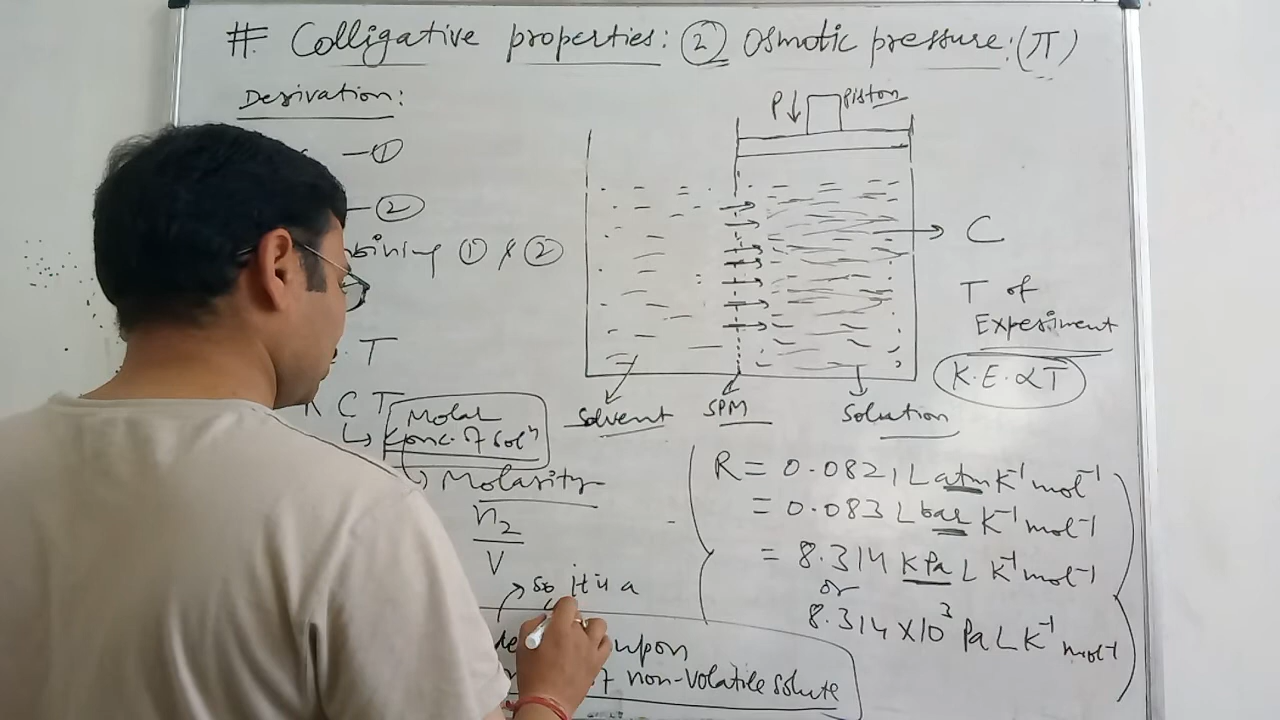 # Colligative properties: ② Osmotic pressure: (π)
Derivation:
— ①
— ②
① & ②
T
C T
Molar
conc. of solⁿ
Molarity
n₂
V
so it is a
upon
of non-volatile solute
P↓ piston
C
T of
Experiment
K.E. ∝ T
Solvent
SPM
Solution
R = 0.0821 L atm K⁻¹ mol⁻¹
= 0.083 L bar K⁻¹ mol⁻¹
= 8.314 kPa L K⁻¹ mol⁻¹
or
8.314 × 10³ Pa L K⁻¹ mol⁻¹